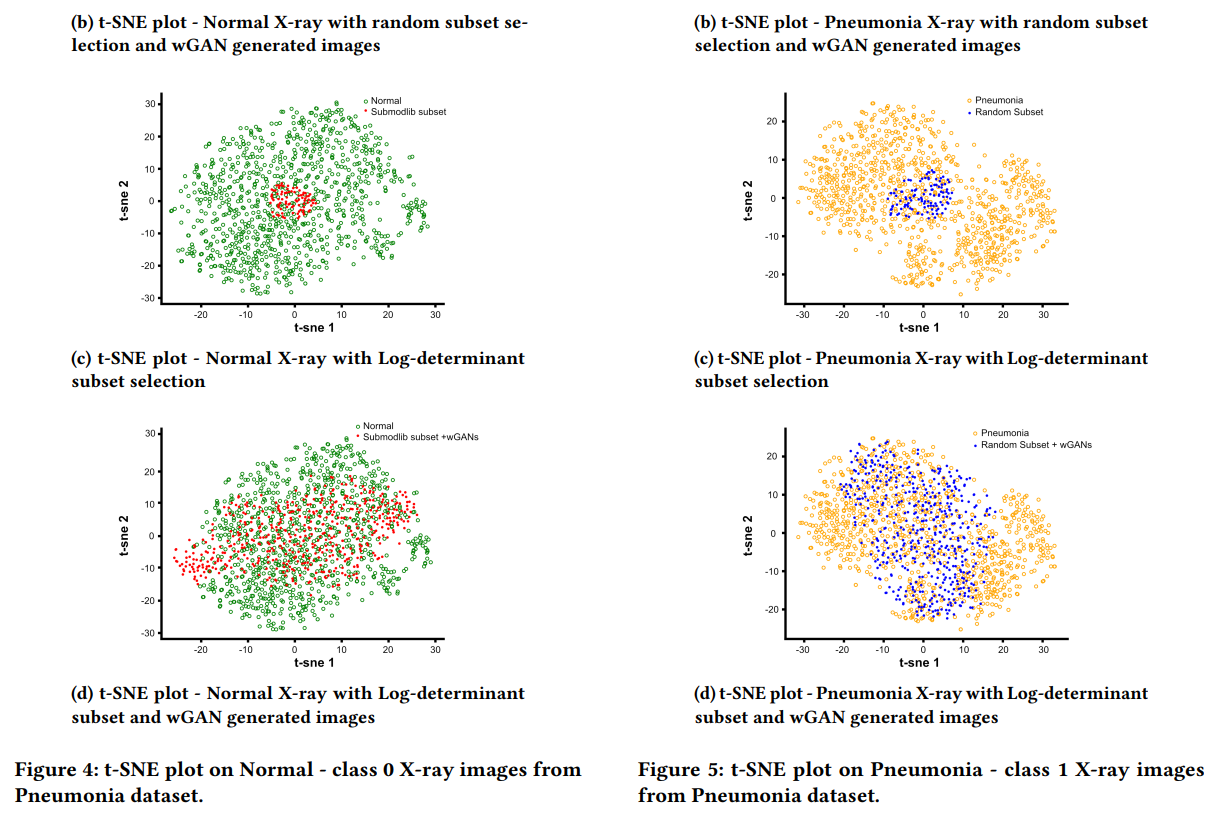 (b) t-SNE plot - Normal X-ray with random subset se-
lection and wGAN generated images
30
20
10
0
-10
-20
-30
t-sne 2
Normal
Submodlib subset
-20 -10 0 10 20 30
t-sne 1
(c) t-SNE plot - Normal X-ray with Log-determinant
subset selection
30
20
10
0
-10
-20
-30
t-sne 2
Normal
Submodlib subset +wGANs
-20 -10 0 10 20 30
t-sne 1
(d) t-SNE plot - Normal X-ray with Log-determinant
subset and wGAN generated images
Figure 4: t-SNE plot on Normal - class 0 X-ray images from
Pneumonia dataset.
(b) t-SNE plot - Pneumonia X-ray with random subset
selection and wGAN generated images
20
10
0
-10
-20
t-sne 2
Pneumonia
Random Subset
-30 -20 -10 0 10 20 30
t-sne 1
(c) t-SNE plot - Pneumonia X-ray with Log-determinant
subset selection
20
10
0
-10
-20
t-sne 2
Pneumonia
Random Subset + wGANs
-30 -20 -10 0 10 20 30
t-sne 1
(d) t-SNE plot - Pneumonia X-ray with Log-determinant
subset and wGAN generated images
Figure 5: t-SNE plot on Pneumonia - class 1 X-ray images
from Pneumonia dataset.